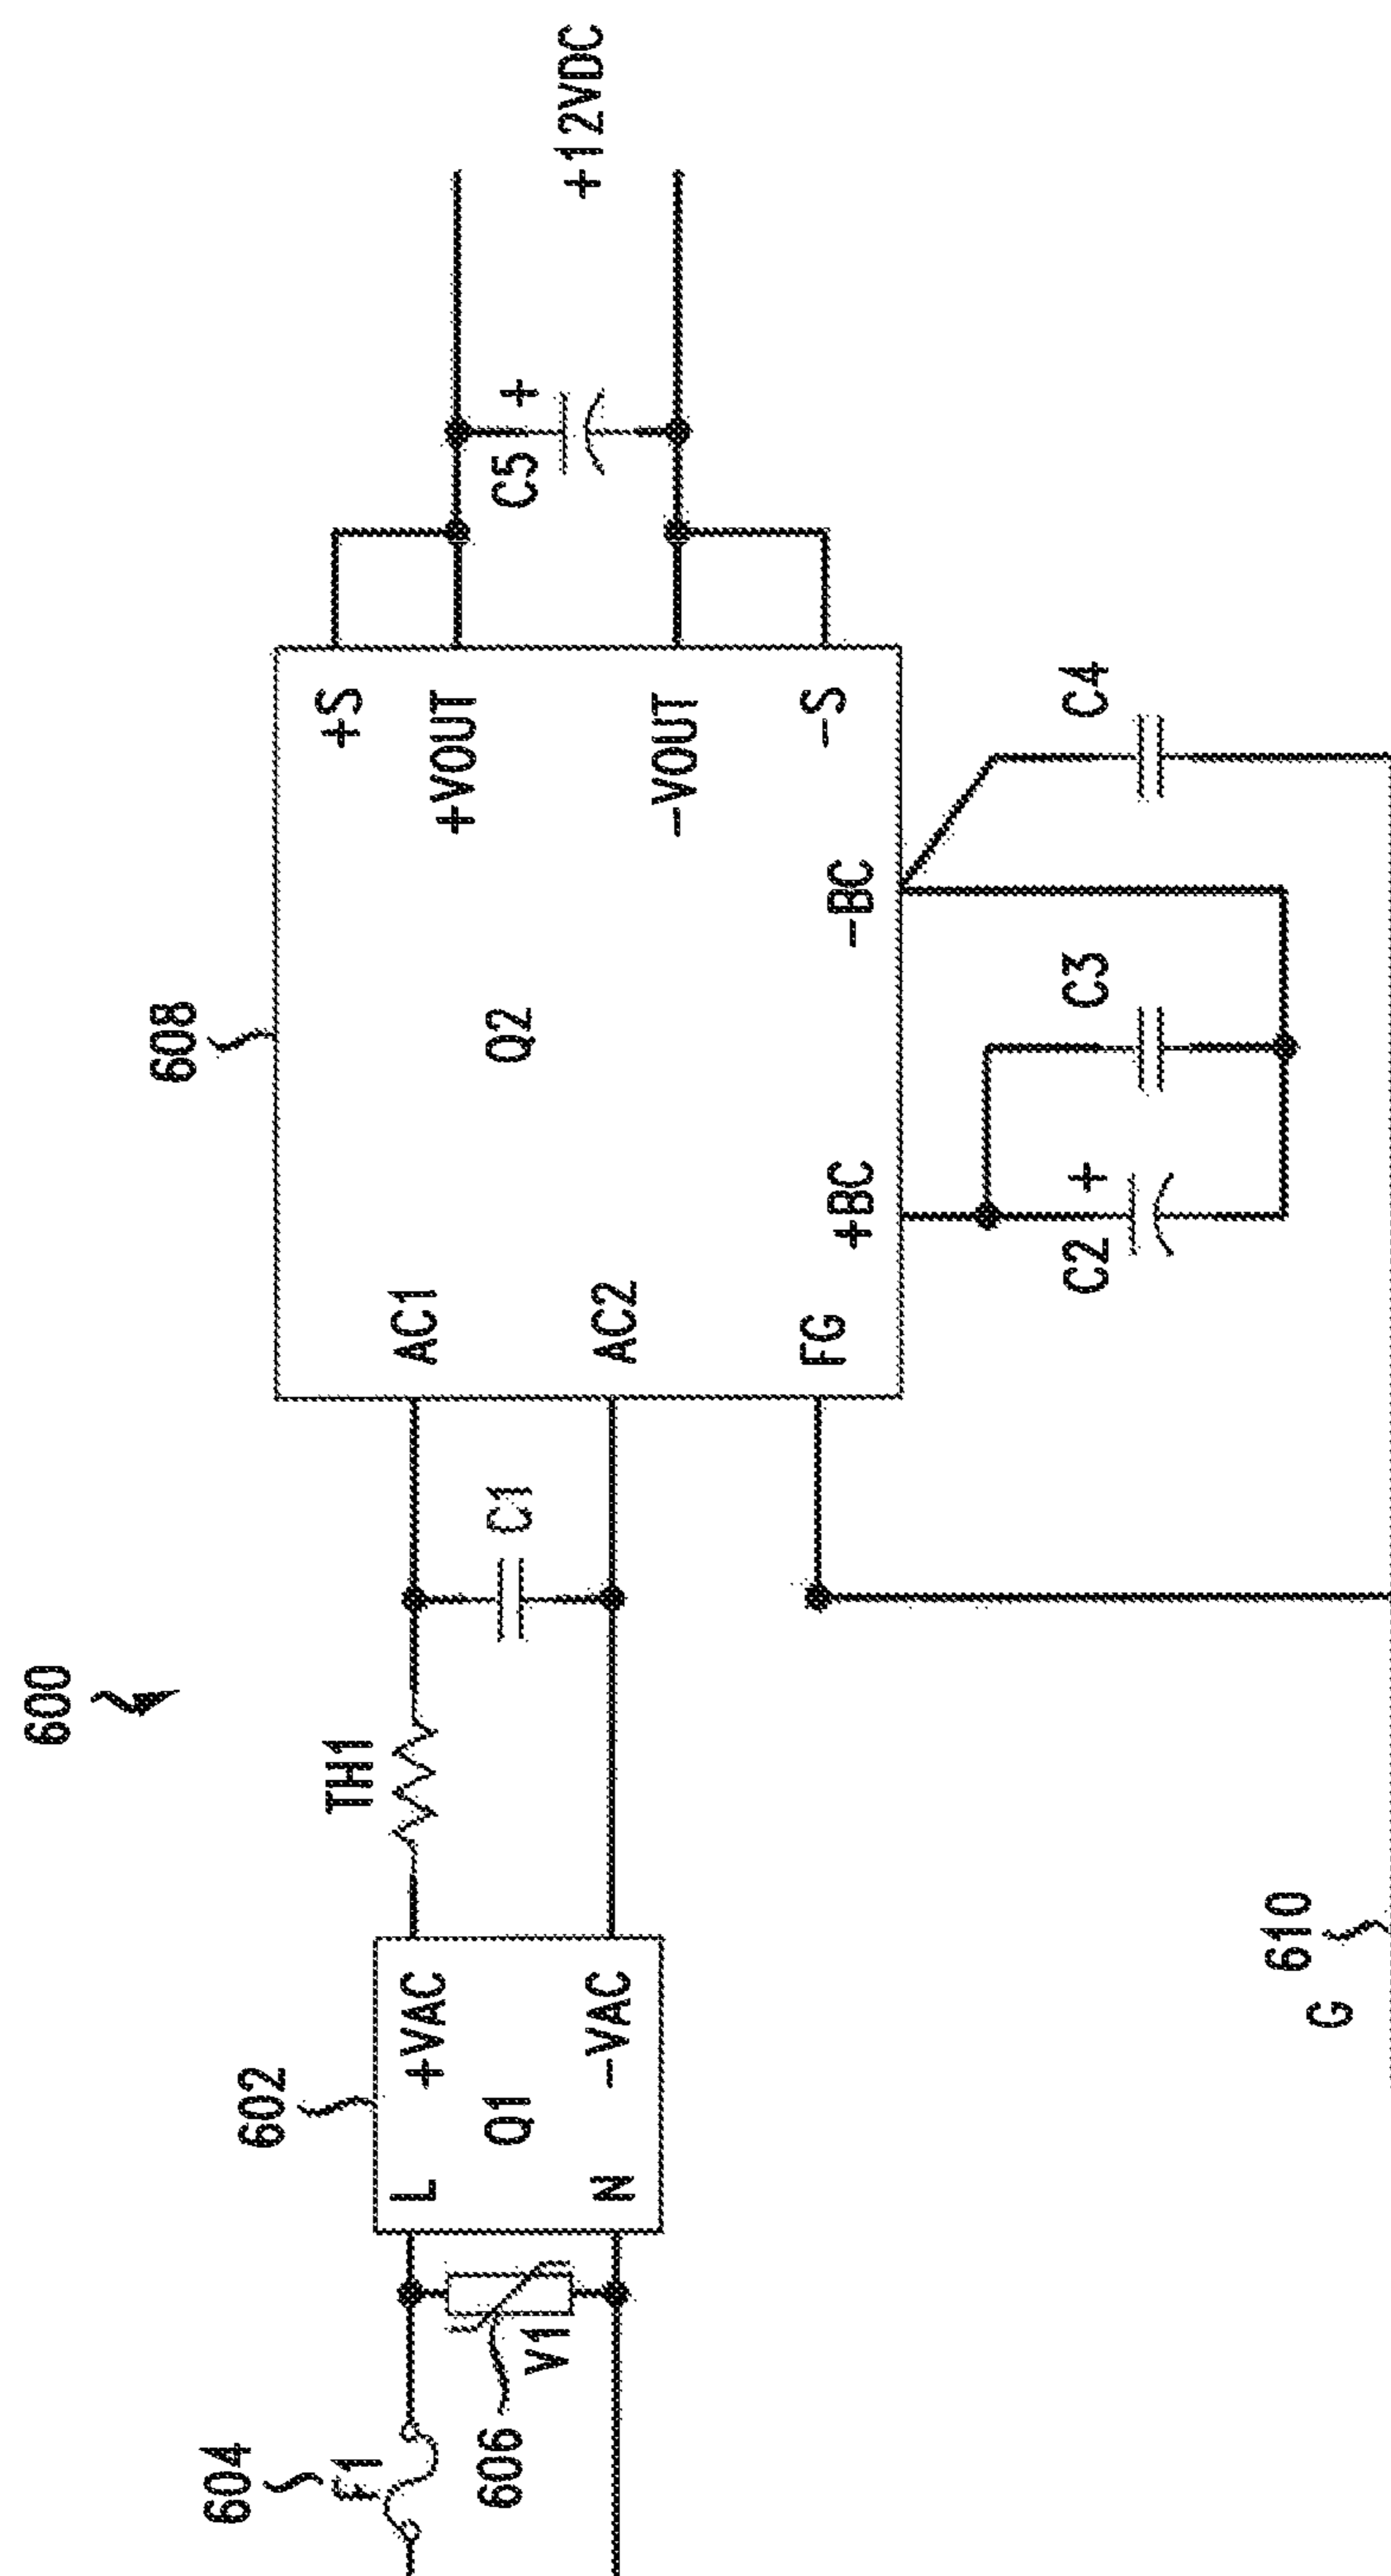 600
604
F1
606
V1
602
L
+VAC
Q1
N
-VAC
TH1
C1
608
AC1
+S
+VOUT
Q2
AC2
-VOUT
FG
+BC
-BC
-S
C5
+
+12VDC
C2
+
C3
C4
610
G